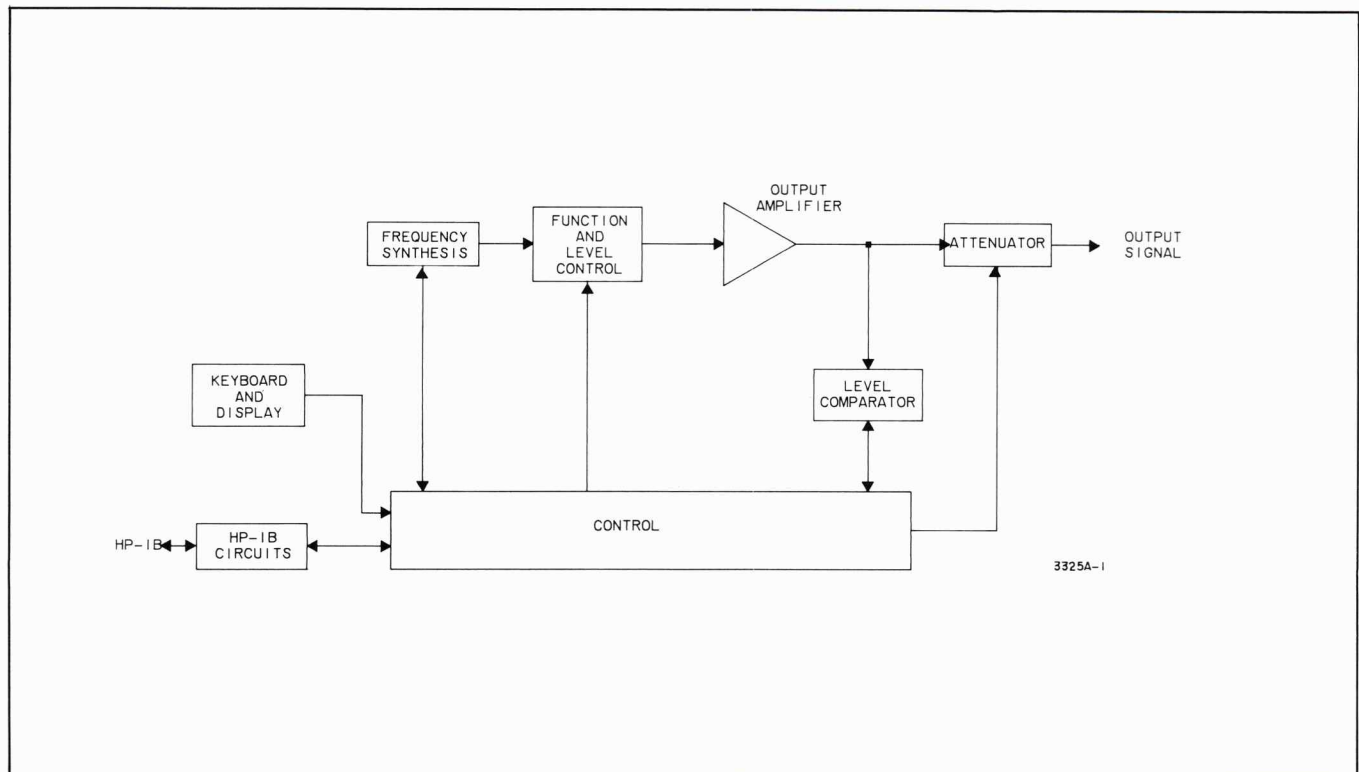 OUTPUT
AMPLIFIER
FREQUENCY
SYNTHESIS
FUNCTION
AND
LEVEL
CONTROL
ATTENUATOR
OUTPUT
SIGNAL
KEYBOARD
AND
DISPLAY
LEVEL
COMPARATOR
CONTROL
HP-IB
HP-IB
CIRCUITS
3325A-1